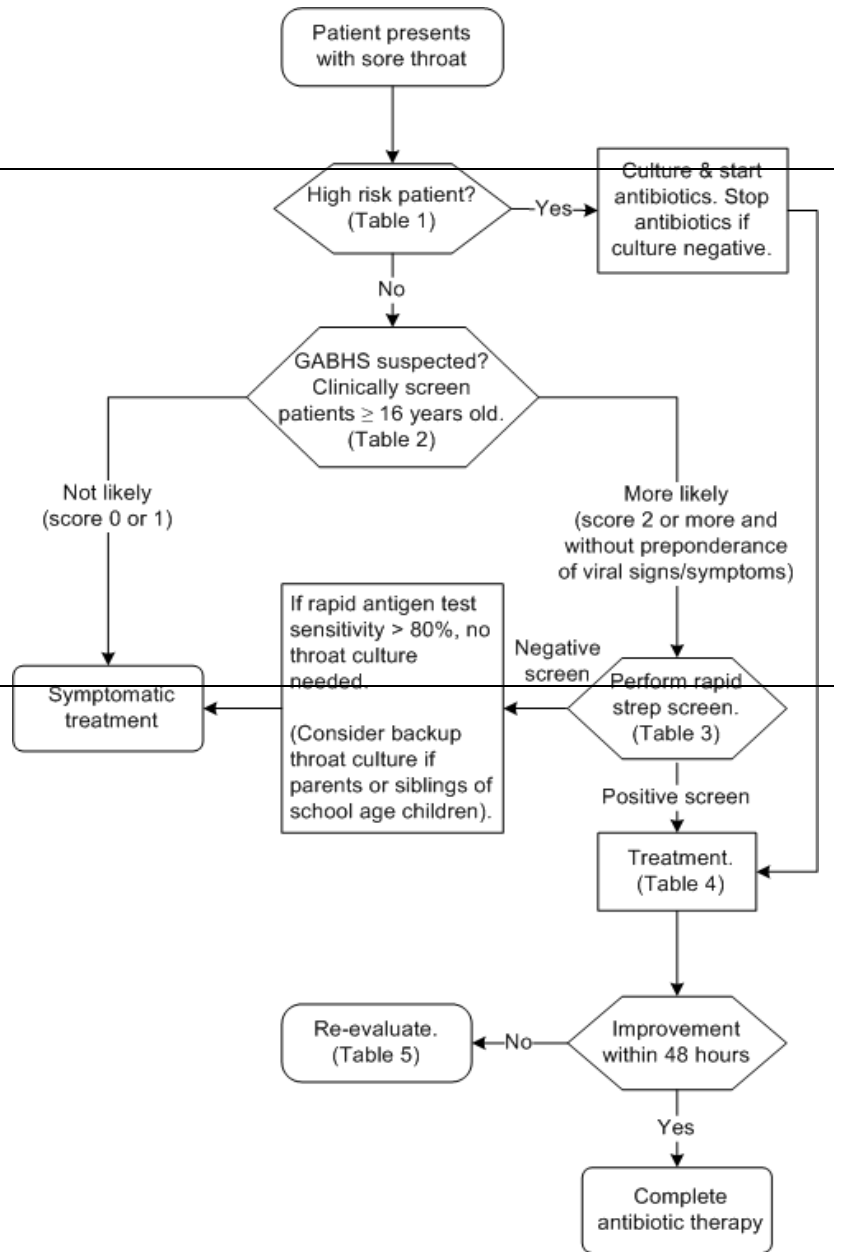 Patient presents
with sore throat
High risk patient?
(Table 1)
Yes
Culture & start
antibiotics. Stop
antibiotics if
culture negative.
No
GABHS suspected?
Clinically screen
patients ≥ 16 years old.
(Table 2)
Not likely
(score 0 or 1)
More likely
(score 2 or more and
without preponderance
of viral signs/symptoms)
If rapid antigen test
sensitivity > 80%, no
throat culture
needed.
(Consider backup
throat culture if
parents or siblings of
school age children).
Negative
screen
Symptomatic
treatment
Perform rapid
strep screen.
(Table 3)
Positive screen
Treatment.
(Table 4)
Re-evaluate.
(Table 5)
No
Improvement
within 48 hours
Yes
Complete
antibiotic therapy